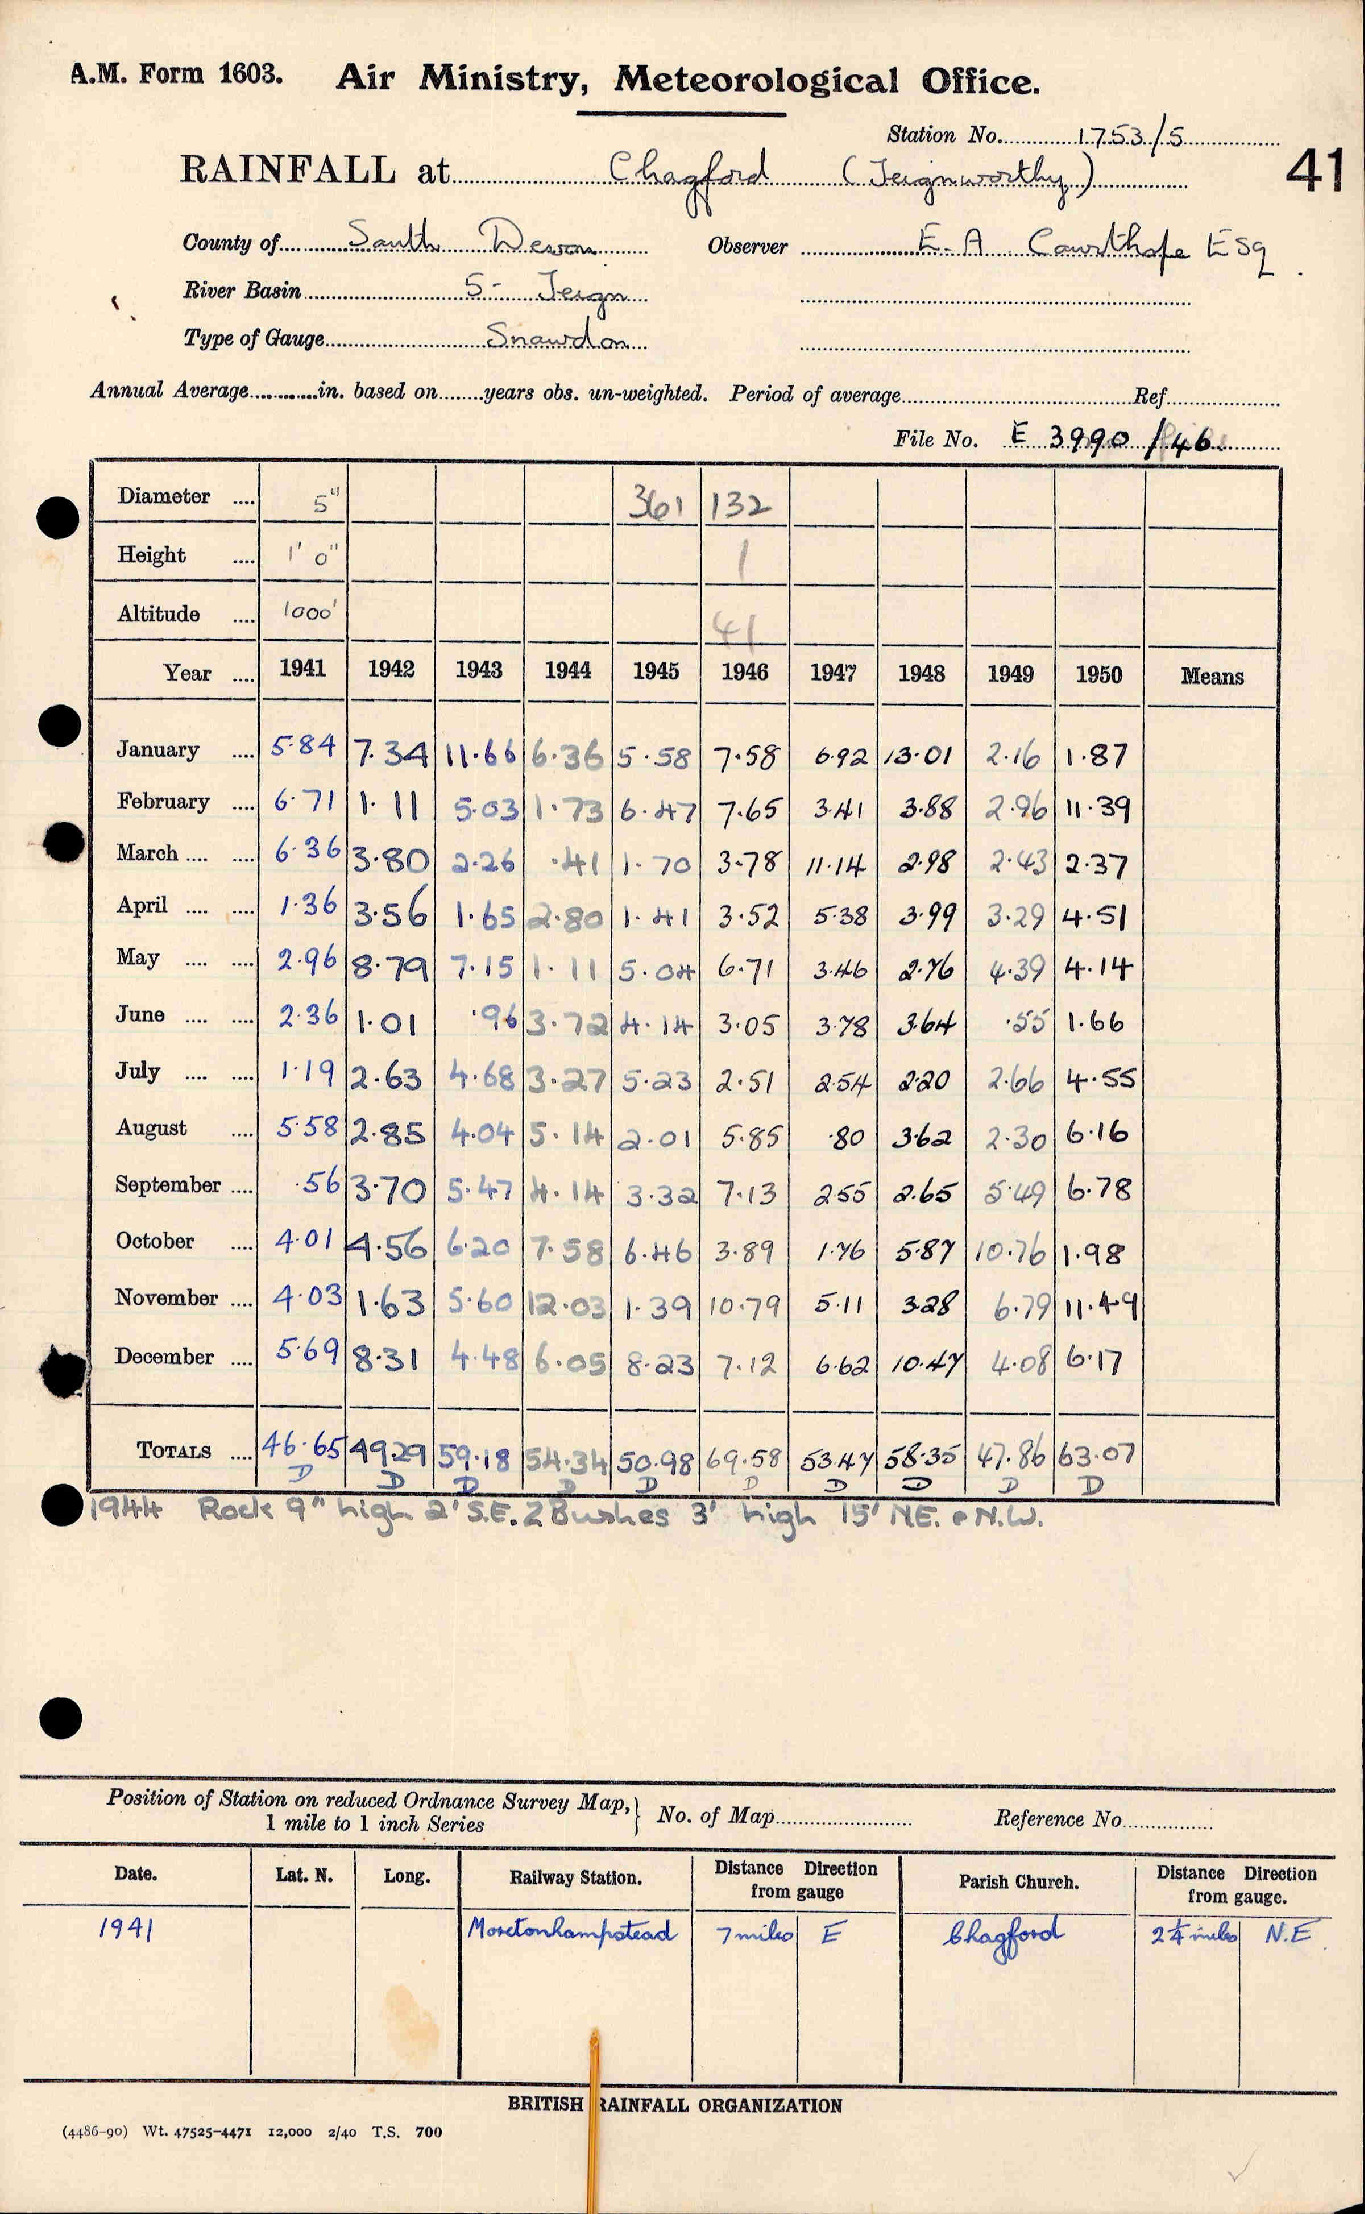 A.M. Form 1603. Air Ministry, Meteorological Office.
Station No. 1753/5
41
RAINFALL at Chagford (Teignworthy)
County of South Devon Observer E. A Courthope Esq.
River Basin 5- Teign
Type of Gauge Snowdon
Annual Average in. based on years obs. un-weighted. Period of average Ref
File No. E 3990 /46
Diameter 5" 361 132
Height 1' 0" 1
Altitude 1000' 41
Year 1941 1942 1943 1944 1945 1946 1947 1948 1949 1950 Means
January 5.84 7.34 11.66 6.36 5.58 7.58 6.92 13.01 2.16 1.87
February 6.71 1.11 5.03 1.73 6.47 7.65 3.41 3.88 2.96 11.39
March 6.36 3.80 2.26 .41 1.70 3.78 11.14 2.98 2.43 2.37
April 1.36 3.56 1.65 2.80 1.41 3.52 5.38 3.99 3.29 4.51
May 2.96 8.79 7.15 1.11 5.04 6.71 3.46 2.76 4.39 4.14
June 2.36 1.01 .96 3.72 4.14 3.05 3.78 3.64 .55 1.66
July 1.19 2.63 4.68 3.27 5.23 2.51 2.54 2.20 2.66 4.55
August 5.58 2.85 4.04 5.14 2.01 5.85 .80 3.62 2.30 6.16
September .56 3.70 5.47 4.14 3.32 7.13 2.55 2.65 5.49 6.78
October 4.01 4.56 6.20 7.58 6.46 3.89 1.76 5.87 10.76 1.98
November 4.03 1.63 5.60 12.03 1.39 10.79 5.11 3.28 6.79 11.49
December 5.69 8.31 4.48 6.05 8.23 7.12 6.62 10.47 4.08 6.17
TOTALS 46.65 49.29 59.18 54.34 50.98 69.58 53.47 58.35 47.86 63.07
D D D D D D D D D D
1944 Rock 9" high 2' S.E. 2 Bushes 3' high 15' N.E. & N.W.
Position of Station on reduced Ordnance Survey Map, 1 mile to 1 inch Series } No. of Map Reference No.
Date. Lat. N. Long. Railway Station. Distance Direction from gauge Parish Church. Distance Direction from gauge.
1941 Moretonhampstead 7 miles E Chagford 2¼ miles N.E.
BRITISH RAINFALL ORGANIZATION
(4486-90) Wt. 47525-4471 12,000 2/40 T.S. 700